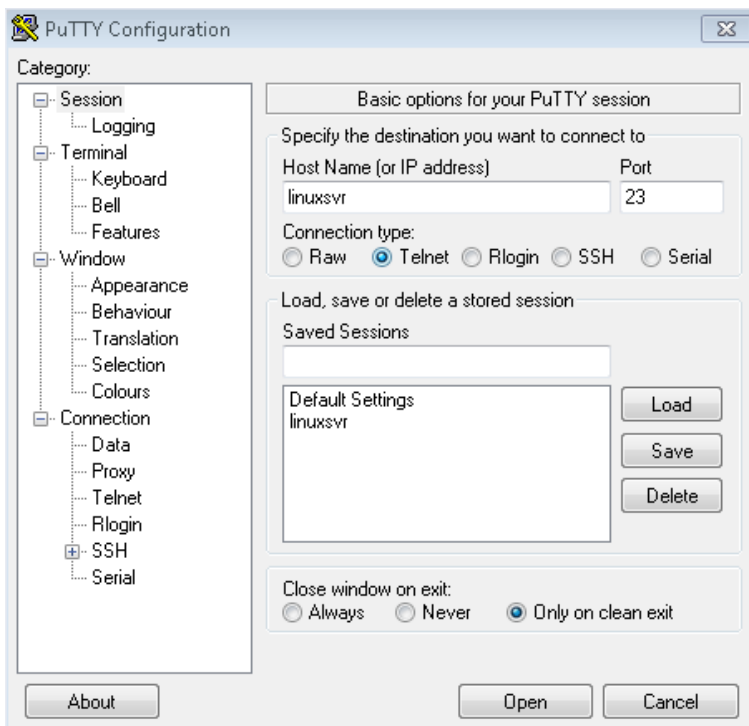 PuTTY Configuration
Category:
Session
Logging
Terminal
Keyboard
Bell
Features
Window
Appearance
Behaviour
Translation
Selection
Colours
Connection
Data
Proxy
Telnet
Rlogin
SSH
Serial
Basic options for your PuTTY session
Specify the destination you want to connect to
Host Name (or IP address) Port
linuxsvr 23
Connection type:
Raw Telnet Rlogin SSH Serial
Load, save or delete a stored session
Saved Sessions
Default Settings
linuxsvr
Load
Save
Delete
Close window on exit:
Always Never Only on clean exit
About Open Cancel